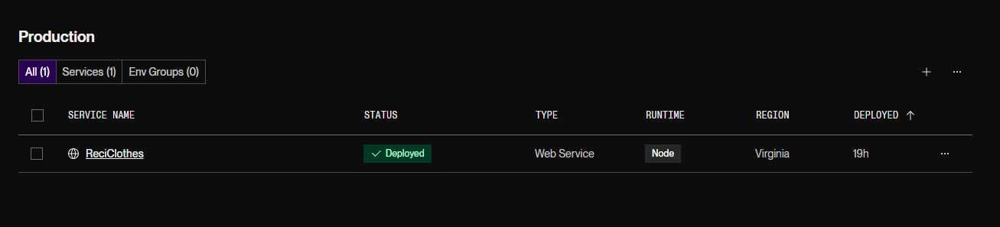 Production
All (1) Services (1) Env Groups (0)
SERVICE NAME STATUS TYPE RUNTIME REGION DEPLOYED
ReciClothes Deployed Web Service Node Virginia 19h